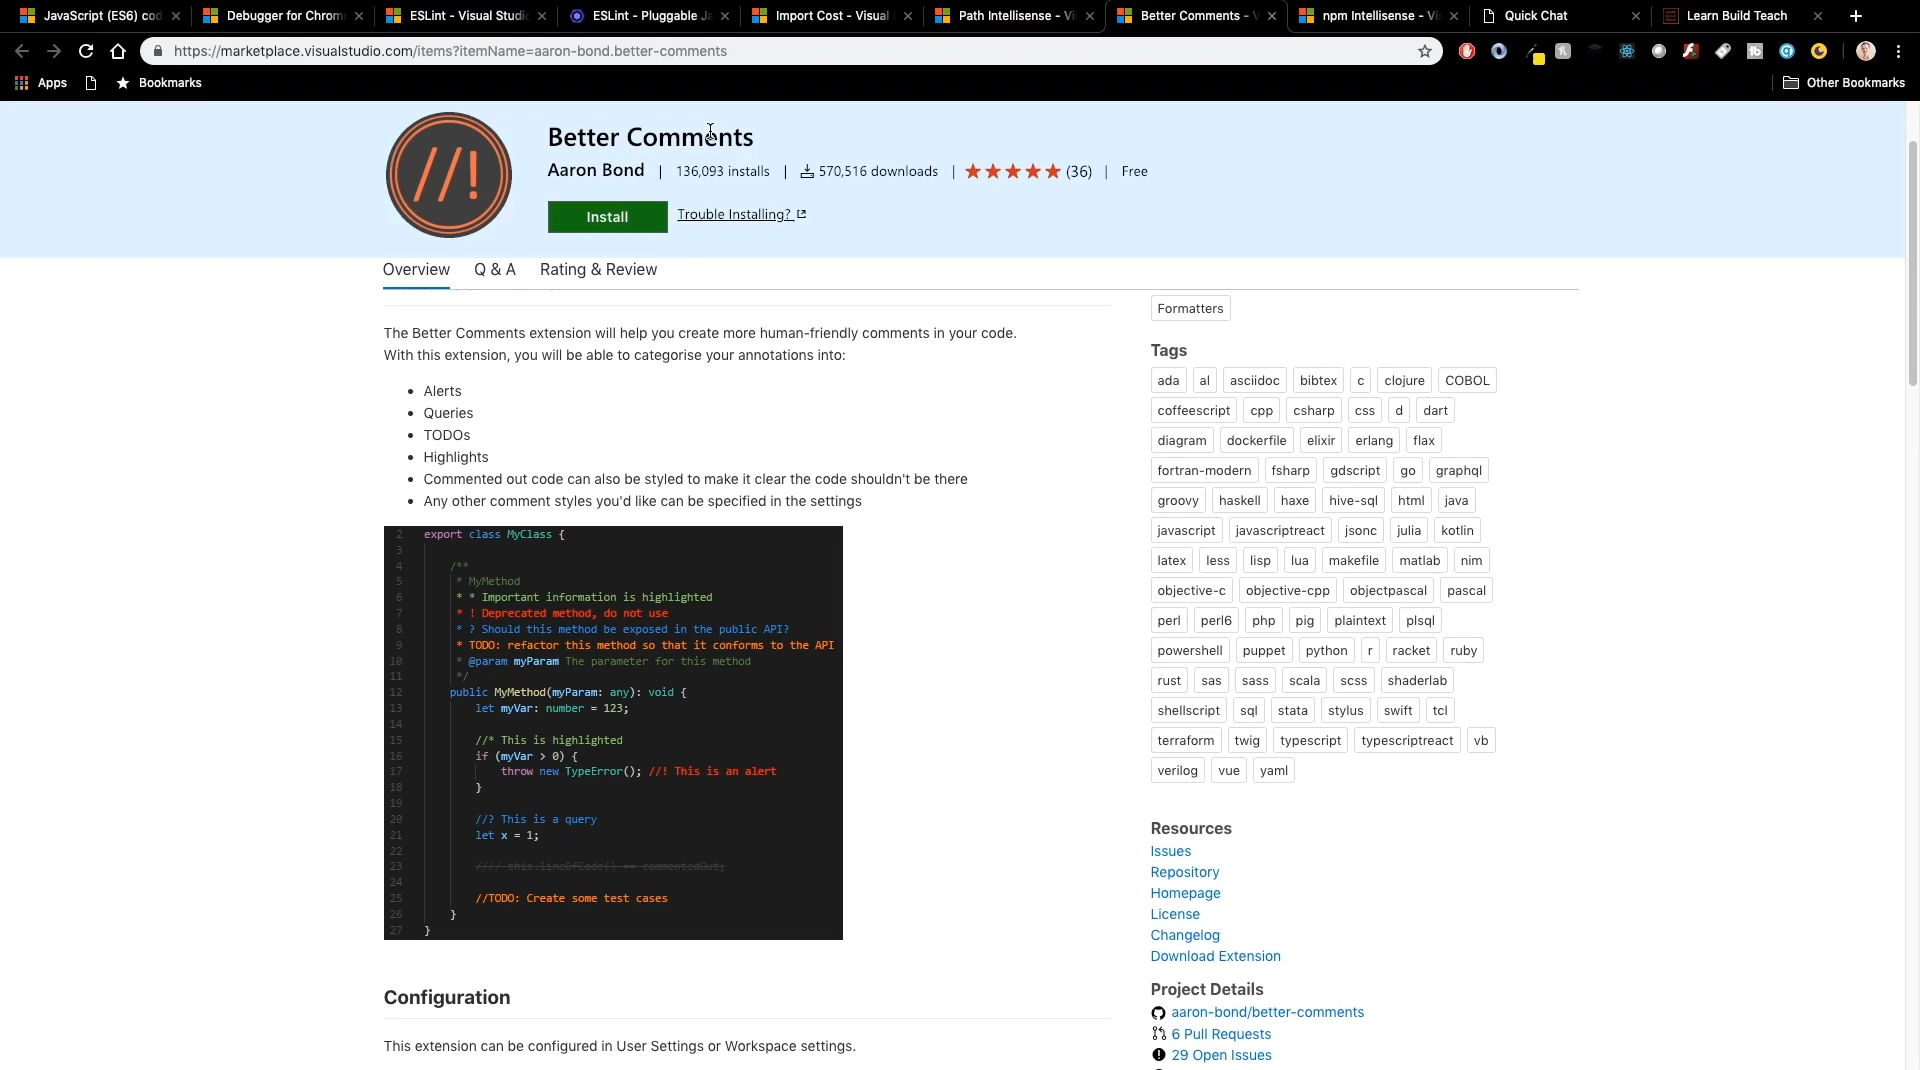 JavaScript (ES6) cod
Debugger for Chrom
ESLint - Visual Studi
ESLint - Pluggable Ja
Import Cost - Visual
Path Intellisense - Vi
Better Comments - V
npm Intellisense - Vi
Quick Chat
Learn Build Teach
https://marketplace.visualstudio.com/items?itemName=aaron-bond.better-comments
Apps
Bookmarks
Other Bookmarks
//!
Better Comments
Aaron Bond | 136,093 installs | 570,516 downloads | (36) | Free
Install
Trouble Installing?
Overview
Q & A
Rating & Review
The Better Comments extension will help you create more human-friendly comments in your code.
With this extension, you will be able to categorise your annotations into:
• Alerts
• Queries
• TODOs
• Highlights
• Commented out code can also be styled to make it clear the code shouldn't be there
• Any other comment styles you'd like can be specified in the settings
2 export class MyClass {
3
4 /**
5 * MyMethod
6 * * Important information is highlighted
7 * ! Deprecated method, do not use
8 * ? Should this method be exposed in the public API?
9 * TODO: refactor this method so that it conforms to the API
10 * @param myParam The parameter for this method
11 */
12 public MyMethod(myParam: any): void {
13 let myVar: number = 123;
14
15 //* This is highlighted
16 if (myVar > 0) {
17 throw new TypeError(); //! This is an alert
18 }
19
20 //? This is a query
21 let x = 1;
22
23 //// this.lineOfCode() == commentedOut;
24
25 //TODO: Create some test cases
26 }
27 }
Configuration
This extension can be configured in User Settings or Workspace settings.
Formatters
Tags
ada al asciidoc bibtex c clojure COBOL
coffeescript cpp csharp css d dart
diagram dockerfile elixir erlang flax
fortran-modern fsharp gdscript go graphql
groovy haskell haxe hive-sql html java
javascript javascriptreact jsonc julia kotlin
latex less lisp lua makefile matlab nim
objective-c objective-cpp objectpascal pascal
perl perl6 php pig plaintext plsql
powershell puppet python r racket ruby
rust sas sass scala scss shaderlab
shellscript sql stata stylus swift tcl
terraform twig typescript typescriptreact vb
verilog vue yaml
Resources
Issues
Repository
Homepage
License
Changelog
Download Extension
Project Details
aaron-bond/better-comments
6 Pull Requests
29 Open Issues